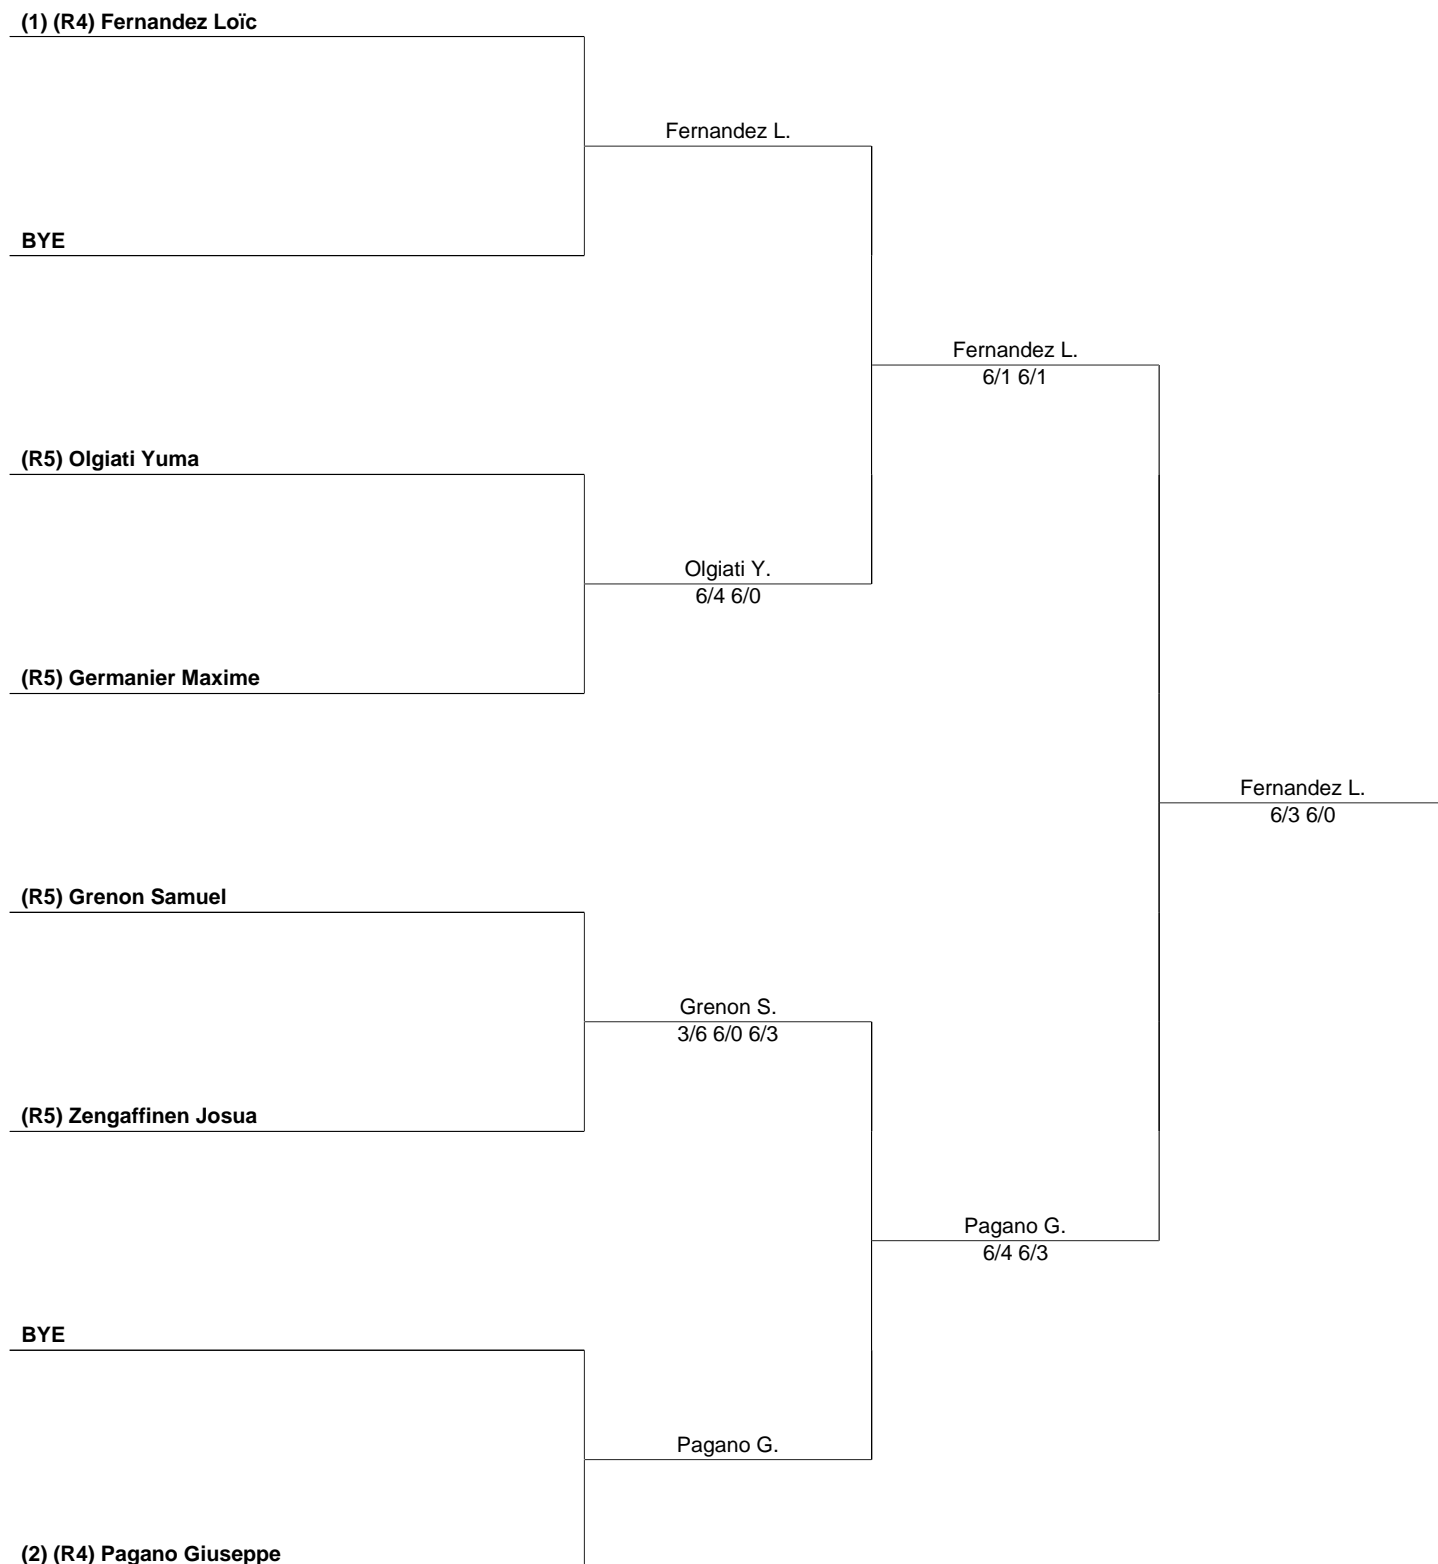 (1) (R4) Fernandez Loïc
Fernandez L.
BYE
Fernandez L.
6/1 6/1
(R5) Olgiati Yuma
Olgiati Y.
6/4 6/0
(R5) Germanier Maxime
Fernandez L.
6/3 6/0
(R5) Grenon Samuel
Grenon S.
3/6 6/0 6/3
(R5) Zengaffinen Josua
Pagano G.
6/4 6/3
BYE
Pagano G.
(2) (R4) Pagano Giuseppe